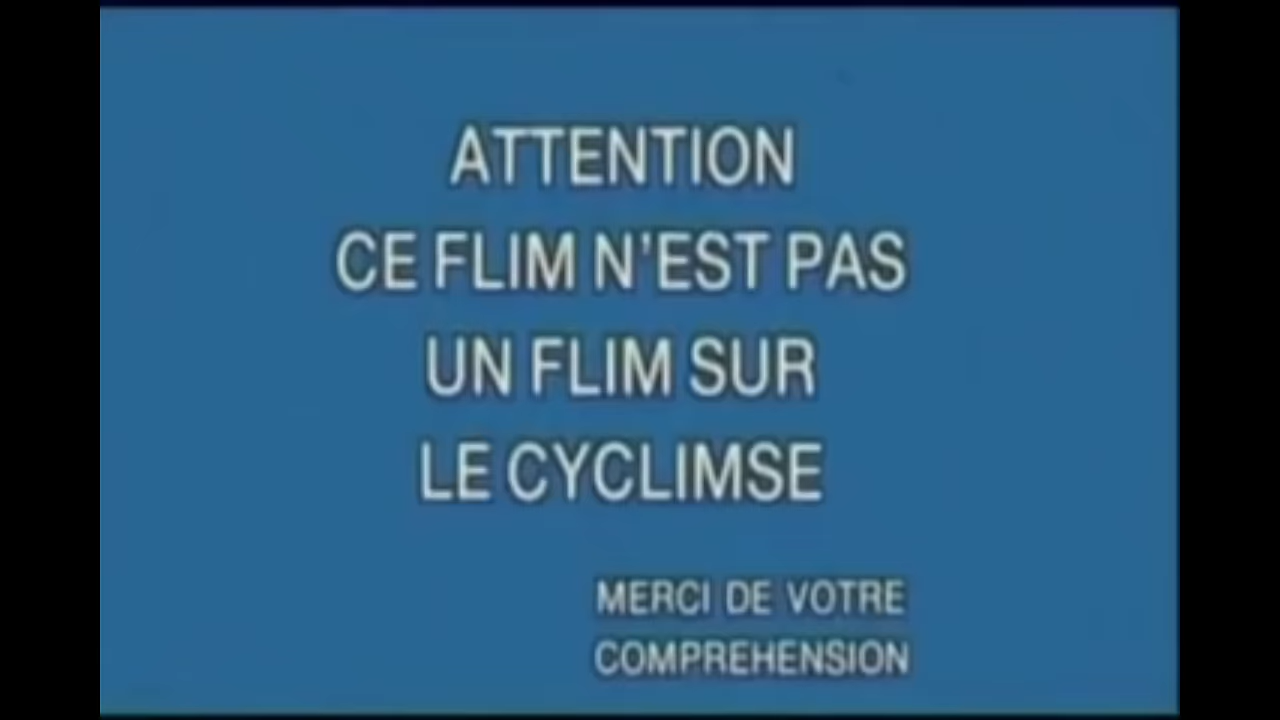 ATTENTION
CE FLIM N'EST PAS
UN FLIM SUR
LE CYCLIMSE
MERCI DE VOTRE
COMPREHENSION